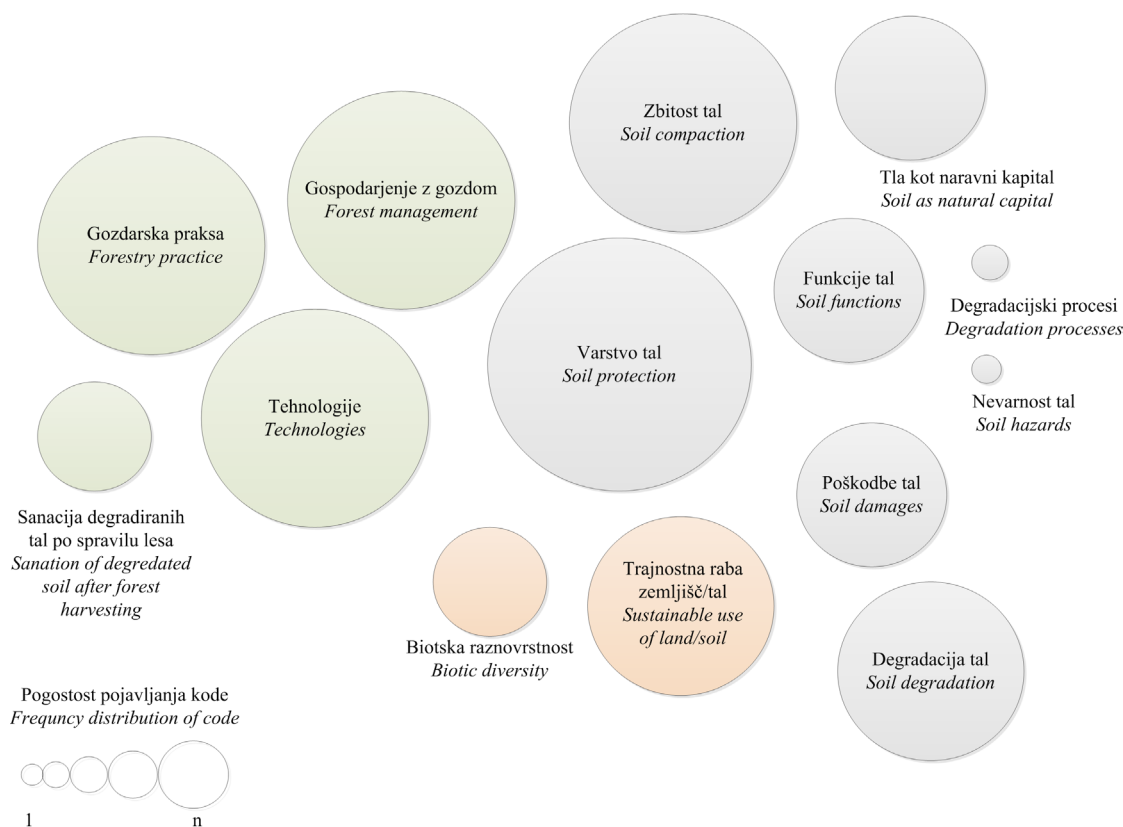 Zbitost tal
Soil compaction
Tla kot naravni kapital
Soil as natural capital
Gospodarjenje z gozdom
Forest management
Gozdarska praksa
Forestry practice
Funkcije tal
Soil functions
Degradacijski procesi
Degradation processes
Varstvo tal
Soil protection
Nevarnost tal
Soil hazards
Tehnologije
Technologies
Poškodbe tal
Soil damages
Sanacija degradiranih
tal po spravilu lesa
Sanation of degredated
soil after forest
harvesting
Trajnostna raba
zemljišč/tal
Sustainable use
of land/soil
Biotska raznovrstnost
Biotic diversity
Degradacija tal
Soil degradation
Pogostost pojavljanja kode
Frequncy distribution of code
1
n